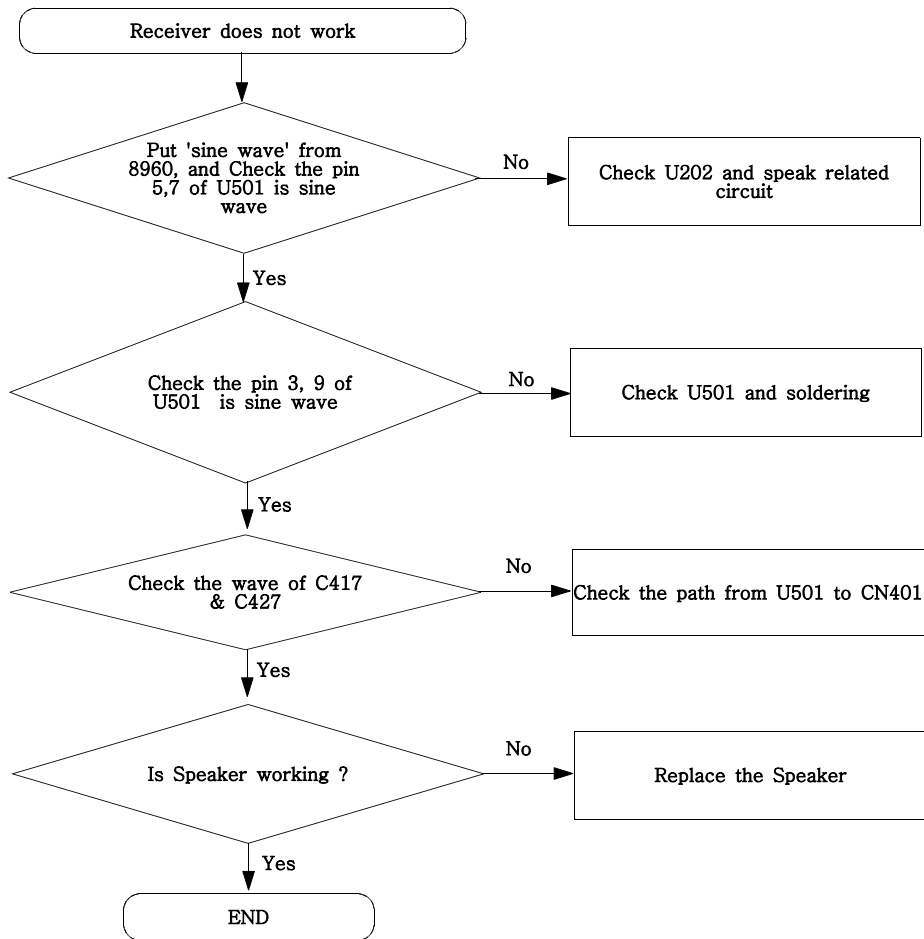 Receiver does not work
Put 'sine wave' from
8960, and Check the pin
5,7 of U501 is sine
wave
No
Check U202 and speak related
circuit
Yes
Check the pin 3, 9 of
U501 is sine wave
No
Check U501 and soldering
Yes
Check the wave of C417
& C427
No
Check the path from U501 to CN401
Yes
Is Speaker working ?
No
Replace the Speaker
Yes
END